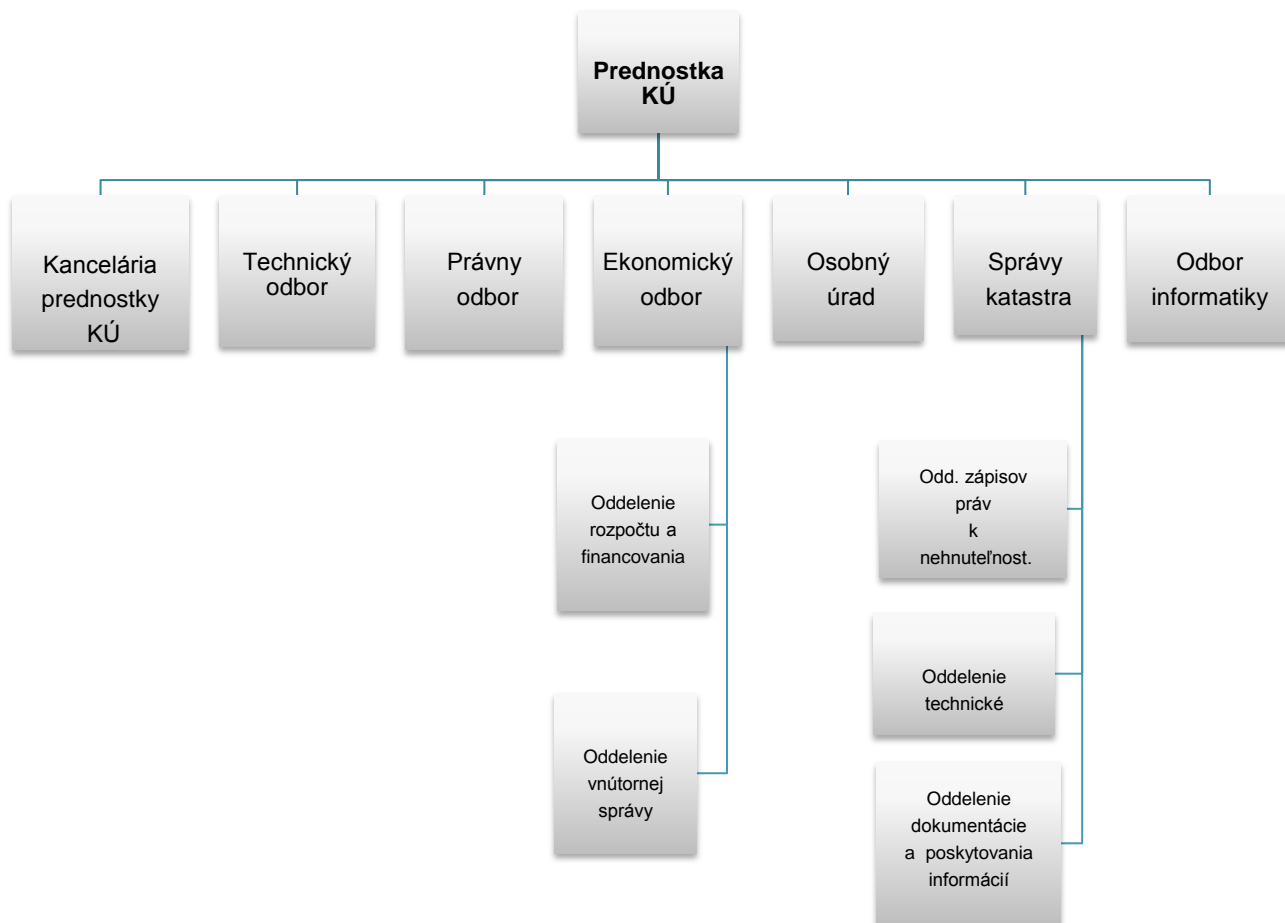 Prednostka
KÚ
Kancelária
prednostky
KÚ
Technický
odbor
Právny
odbor
Ekonomický
odbor
Osobný
úrad
Správy
katastra
Odbor
informatiky
Oddelenie
rozpočtu a
financovania
Oddelenie
vnútornej
správy
Odd. zápisov
práv
k
nehnuteľnost.
Oddelenie
technické
Oddelenie
dokumentácie
a poskytovania
informácií